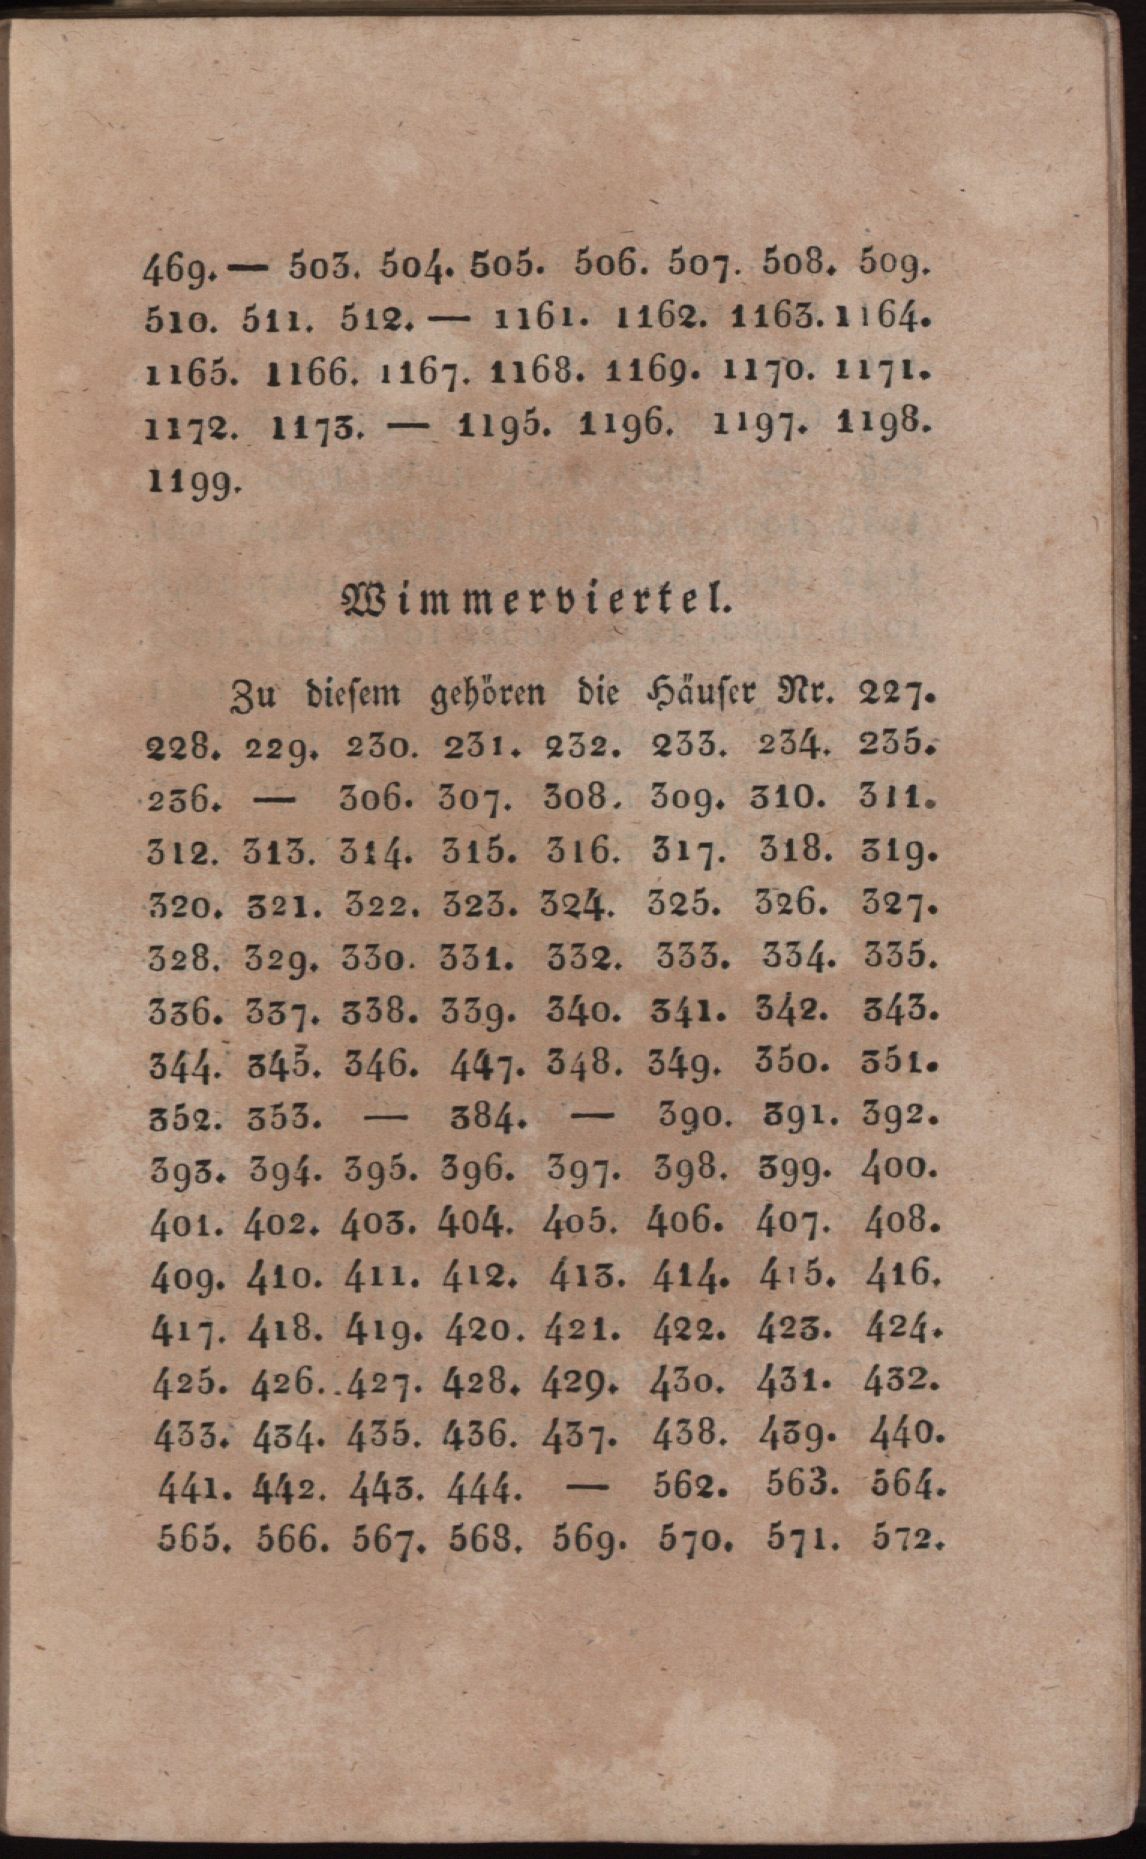 469. — 503. 504. 505. 506. 507. 508. 509.
510. 511. 512. — 1161. 1162. 1163. 1164.
1165. 1166. 1167. 1168. 1169. 1170. 1171.
1172. 1173. — 1195. 1196. 1197. 1198.
1199.
Wimmerviertel.
Zu diesem gehören die Häuser Nr. 227.
228. 229. 230. 231. 232. 233. 234. 235.
236. — 306. 307. 308. 309. 310. 311.
312. 313. 314. 315. 316. 317. 318. 319.
320. 321. 322. 323. 324. 325. 326. 327.
328. 329. 330. 331. 332. 333. 334. 335.
336. 337. 338. 339. 340. 341. 342. 343.
344. 345. 346. 447. 348. 349. 350. 351.
352. 353. — 384. — 390. 391. 392.
393. 394. 395. 396. 397. 398. 399. 400.
401. 402. 403. 404. 405. 406. 407. 408.
409. 410. 411. 412. 413. 414. 415. 416.
417. 418. 419. 420. 421. 422. 423. 424.
425. 426. 427. 428. 429. 430. 431. 432.
433. 434. 435. 436. 437. 438. 439. 440.
441. 442. 443. 444. — 562. 563. 564.
565. 566. 567. 568. 569. 570. 571. 572.